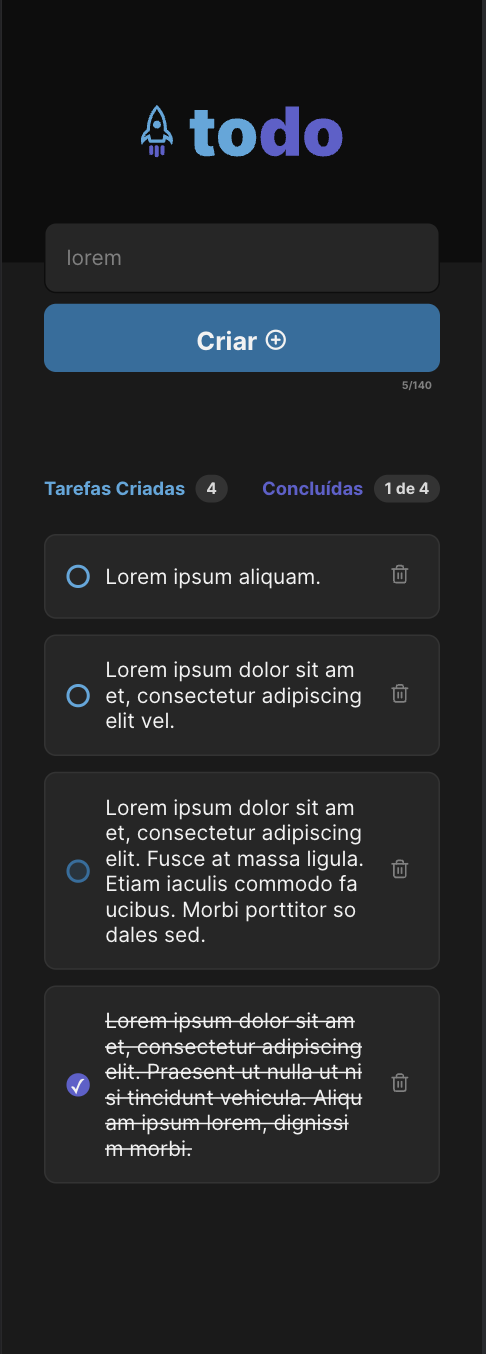 todo
lorem
Criar
5/140
Tarefas Criadas 4 Concluídas 1 de 4
Lorem ipsum aliquam.
Lorem ipsum dolor sit am
et, consectetur adipiscing
elit vel.
Lorem ipsum dolor sit am
et, consectetur adipiscing
elit. Fusce at massa ligula.
Etiam iaculis commodo fa
ucibus. Morbi porttitor so
dales sed.
Lorem ipsum dolor sit am
et, consectetur adipiscing
elit. Praesent ut nulla ut ni
si tincidunt vehicula. Aliqu
am ipsum lorem, dignissi
m morbi.